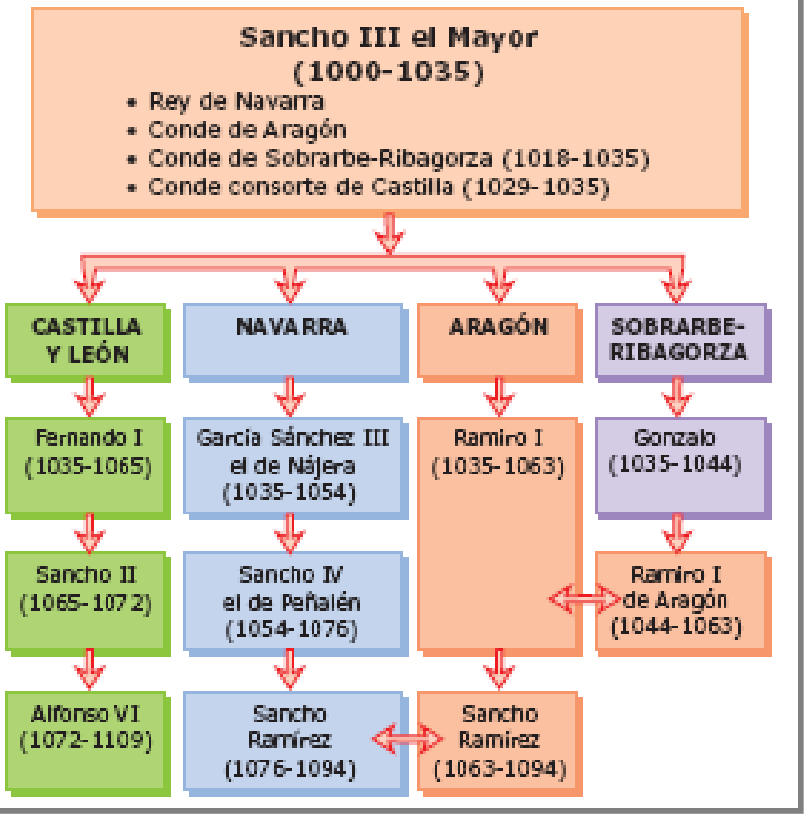 Sancho III el Mayor
(1000-1035)
• Rey de Navarra
• Conde de Aragón
• Conde de Sobrarbe-Ribagorza (1018-1035)
• Conde consorte de Castilla (1029-1035)
CASTILLA
Y LEÓN
NAVARRA
ARAGÓN
SOBRARBE-
RIBAGORZA
Fernando I
(1035-1065)
García Sánchez III
el de Nájera
(1035-1054)
Ramiro I
(1035-1063)
Gonzalo
(1035-1044)
Sancho II
(1065-1072)
Sancho IV
el de Peñalén
(1054-1076)
Ramiro I
de Aragón
(1044-1063)
Alfonso VI
(1072-1109)
Sancho
Ramírez
(1076-1094)
Sancho
Ramírez
(1063-1094)